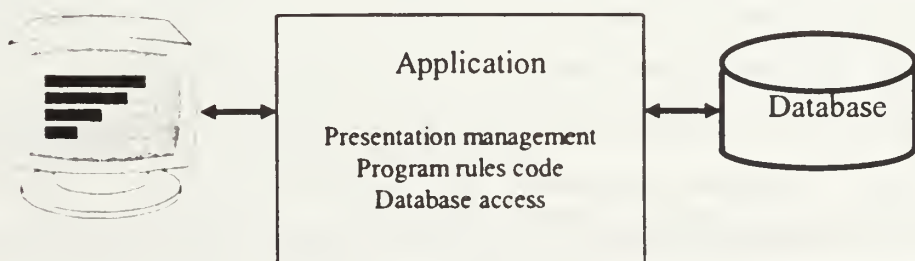 Application
Presentation management
Program rules code
Database access
Database